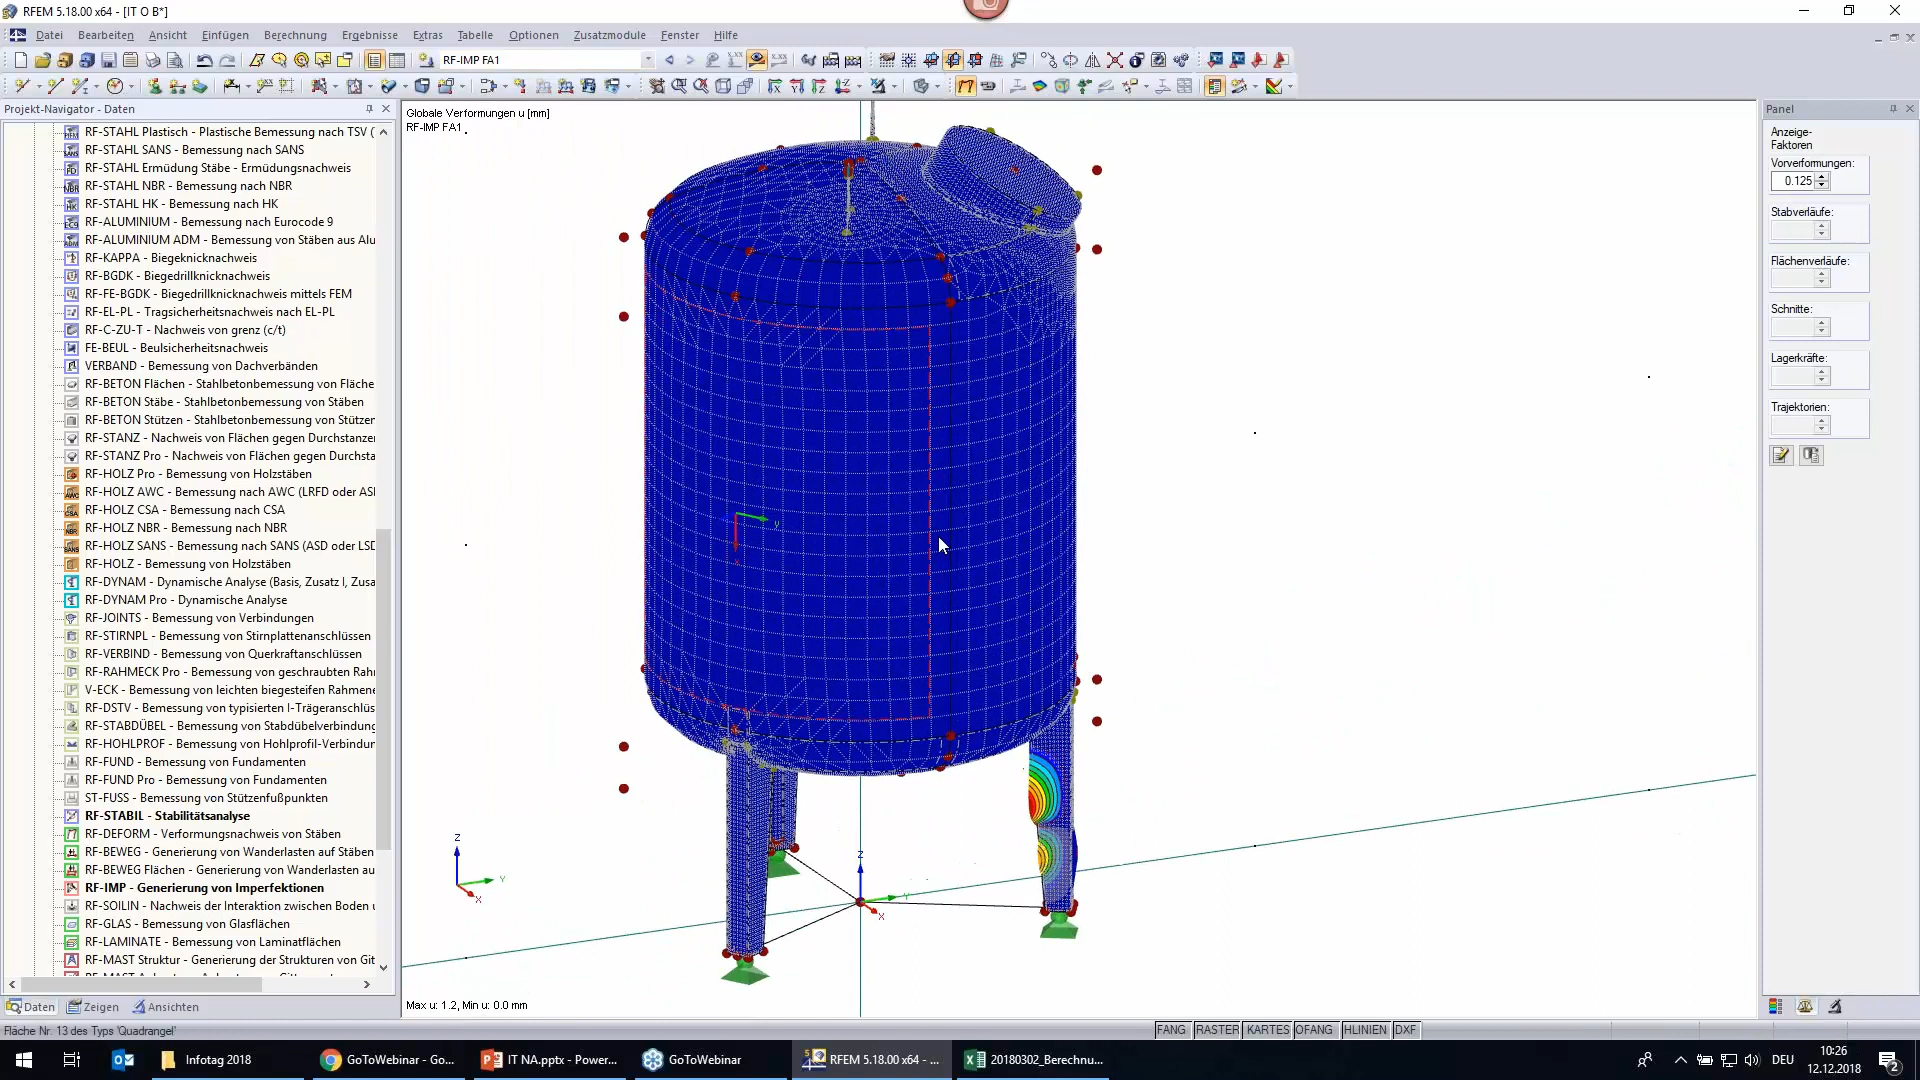 RFEM 5.18.00 x64 - [IT O B*]
Datei Bearbeiten Ansicht Einfügen Berechnung Ergebnisse Extras Tabelle Optionen Zusatzmodule Fenster Hilfe
RF-IMP FA1
Projekt-Navigator - Daten
RF-STAHL Plastisch - Plastische Bemessung nach TSV (
RF-STAHL SANS - Bemessung nach SANS
RF-STAHL Ermüdung Stäbe - Ermüdungsnachweis
RF-STAHL NBR - Bemessung nach NBR
RF-STAHL HK - Bemessung nach HK
RF-ALUMINIUM - Bemessung nach Eurocode 9
RF-ALUMINIUM ADM - Bemessung von Stäben aus Alu
RF-KAPPA - Biegeknicknachweis
RF-BGDK - Biegedrillknicknachweis
RF-FE-BGDK - Biegedrillknicknachweis mittels FEM
RF-EL-PL - Tragsicherheitsnachweis nach EL-PL
RF-C-ZU-T - Nachweis von grenz (c/t)
FE-BEUL - Beulsicherheitsnachweis
VERBAND - Bemessung von Dachverbänden
RF-BETON Flächen - Stahlbetonbemessung von Fläche
RF-BETON Stäbe - Stahlbetonbemessung von Stäben
RF-BETON Stützen - Stahlbetonbemessung von Stützer
RF-STANZ - Nachweis von Flächen gegen Durchstanzer
RF-STANZ Pro - Nachweis von Flächen gegen Durchsta
RF-HOLZ Pro - Bemessung von Holzstäben
RF-HOLZ AWC - Bemessung nach AWC (LRFD oder ASI
RF-HOLZ CSA - Bemessung nach CSA
RF-HOLZ NBR - Bemessung nach NBR
RF-HOLZ SANS - Bemessung nach SANS (ASD oder LSD
RF-HOLZ - Bemessung von Holzstäben
RF-DYNAM - Dynamische Analyse (Basis, Zusatz I, Zusa
RF-DYNAM Pro - Dynamische Analyse
RF-JOINTS - Bemessung von Verbindungen
RF-STIRNPL - Bemessung von Stirnplattenanschlüssen
RF-VERBIND - Bemessung von Querkraftanschlüssen
RF-RAHMECK Pro - Bemessung von geschraubten Rahr
V-ECK - Bemessung von leichten biegesteifen Rahmene
RF-DSTV - Bemessung von typisierten I-Trägeranschlüs
RF-STABDÜBEL - Bemessung von Stabdübelverbindung
RF-HOHLPROF - Bemessung von Hohlprofil-Verbindur
RF-FUND - Bemessung von Fundamenten
RF-FUND Pro - Bemessung von Fundamenten
ST-FUSS - Bemessung von Stützenfußpunkten
RF-STABIL - Stabilitätsanalyse
RF-DEFORM - Verformungsnachweis von Stäben
RF-BEWEG - Generierung von Wanderlasten auf Stäben
RF-BEWEG Flächen - Generierung von Wanderlasten au
RF-IMP - Generierung von Imperfektionen
RF-SOILIN - Nachweis der Interaktion zwischen Boden u
RF-GLAS - Bemessung von Glasflächen
RF-LAMINATE - Bemessung von Laminatflächen
RF-MAST Struktur - Generierung der Strukturen von Git
Daten Zeigen Ansichten
Globale Verformungen u [mm]
RF-IMP FA1
y
Z
Y
X
Z
Y
X
Max u: 1.2, Min u: 0.0 mm
Panel
Anzeige-
Faktoren
Vorverformungen:
0.125
Stabverläufe:
Flächenverläufe:
Schnitte:
Lagerkräfte:
Trajektorien:
Fläche Nr. 13 des Typs 'Quadrangel'
FANG RASTER KARTES OFANG HLINIEN DXF
Infotag 2018
GoToWebinar - Go...
IT NA.pptx - Power...
GoToWebinar
RFEM 5.18.00 x64 - ...
20180302_Berechnu...
DEU
10:26
12.12.2018
2